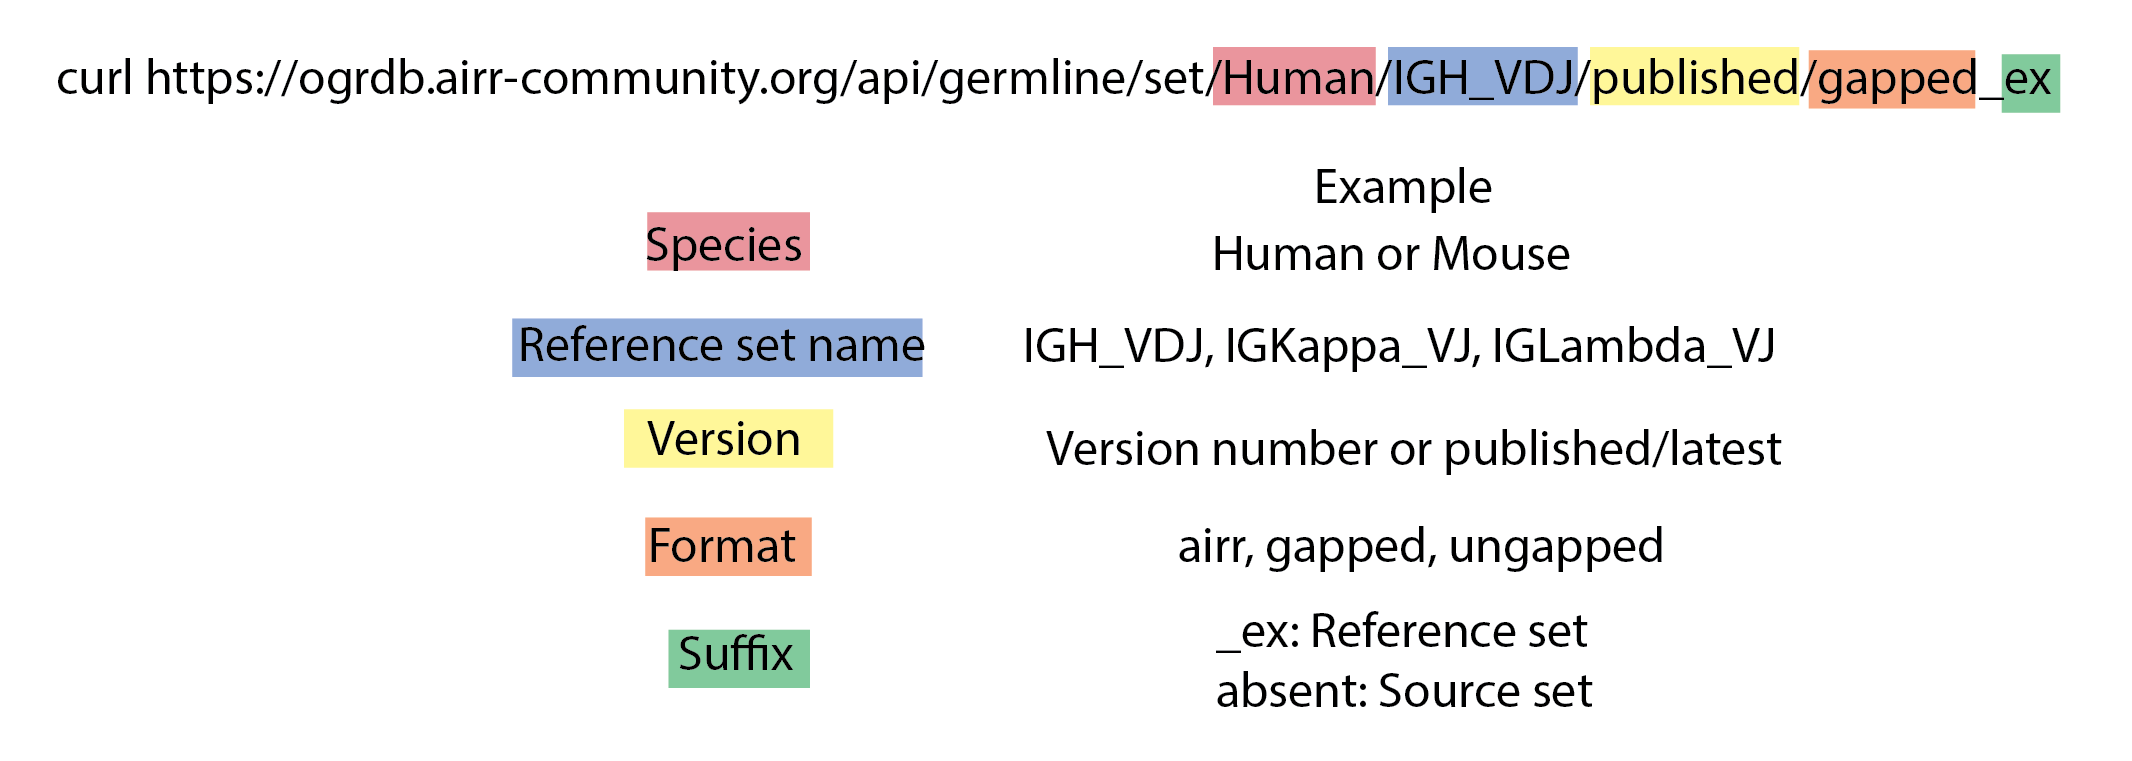 curl https://ogrdb.airr-community.org/api/germline/set/Human/IGH_VDJ/published/gapped_ex
Example
Species Human or Mouse
Reference set name IGH_VDJ, IGKappa_VJ, IGLambda_VJ
Version Version number or published/latest
Format airr, gapped, ungapped
Suffix _ex: Reference set
absent: Source set